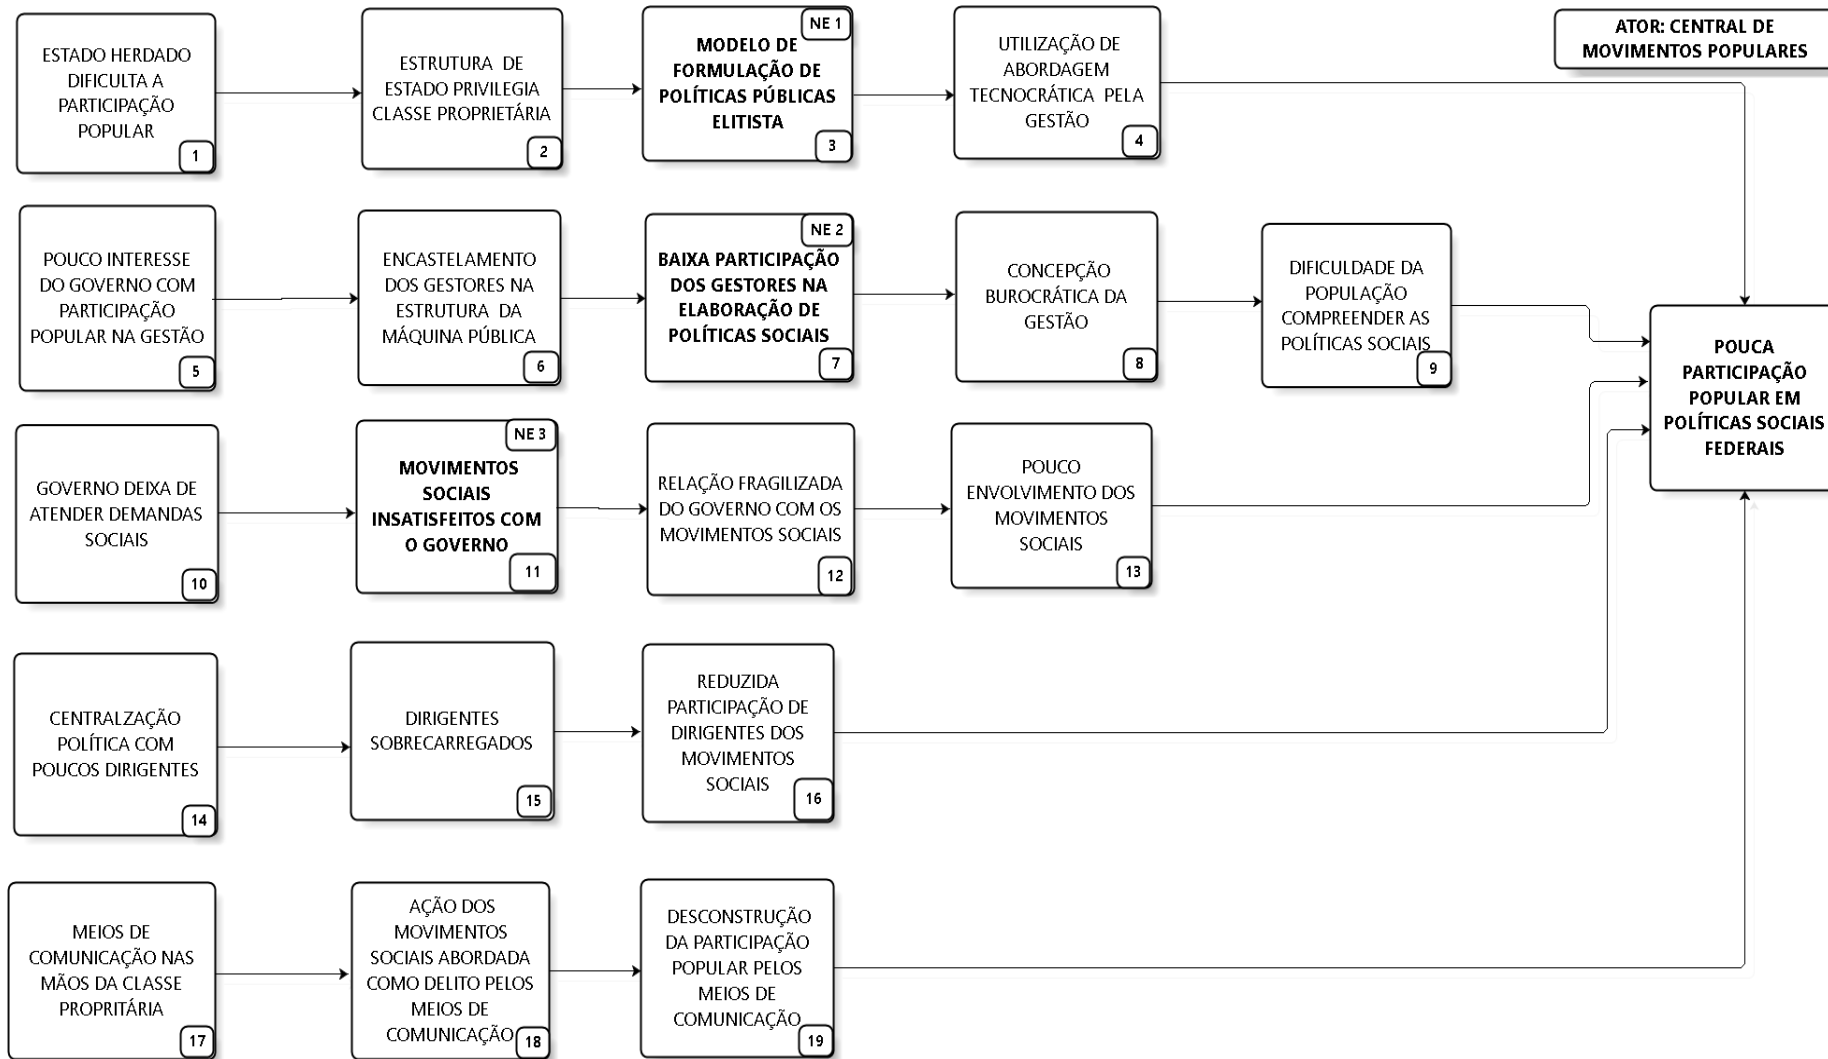 ESTADO HERDADO
DIFICULTA A
PARTICIPAÇÃO
POPULAR
1
ESTRUTURA DE
ESTADO PRIVILEGIA
CLASSE PROPRIETÁRIA
2
NE 1
MODELO DE
FORMULAÇÃO DE
POLÍTICAS PÚBLICAS
ELITISTA
3
UTILIZAÇÃO DE
ABORDAGEM
TECNOCRÁTICA PELA
GESTÃO
4
ATOR: CENTRAL DE
MOVIMENTOS POPULARES
POUCO INTERESSE
DO GOVERNO COM
PARTICIPAÇÃO
POPULAR NA GESTÃO
5
ENCASTELAMENTO
DOS GESTORES NA
ESTRUTURA DA
MÁQUINA PÚBLICA
6
NE 2
BAIXA PARTICIPAÇÃO
DOS GESTORES NA
ELABORAÇÃO DE
POLÍTICAS SOCIAIS
7
CONCEPÇÃO
BUROCRÁTICA DA
GESTÃO
8
DIFICULDADE DA
POPULAÇÃO
COMPREENDER AS
POLÍTICAS SOCIAIS
9
POUCA
PARTICIPAÇÃO
POPULAR EM
POLÍTICAS SOCIAIS
FEDERAIS
GOVERNO DEIXA DE
ATENDER DEMANDAS
SOCIAIS
10
NE 3
MOVIMENTOS
SOCIAIS
INSATISFEITOS COM
O GOVERNO
11
RELAÇÃO FRAGILIZADA
DO GOVERNO COM OS
MOVIMENTOS SOCIAIS
12
POUCO
ENVOLVIMENTO DOS
MOVIMENTOS
SOCIAIS
13
CENTRALZAÇÃO
POLÍTICA COM
POUCOS DIRIGENTES
14
DIRIGENTES
SOBRECARREGADOS
15
REDUZIDA
PARTICIPAÇÃO DE
DIRIGENTES DOS
MOVIMENTOS
SOCIAIS
16
MEIOS DE
COMUNICAÇÃO NAS
MÃOS DA CLASSE
PROPRITÁRIA
17
AÇÃO DOS
MOVIMENTOS
SOCIAIS ABORDADA
COMO DELITO PELOS
MEIOS DE
COMUNICAÇÃO
18
DESCONSTRUÇÃO
DA PARTICIPAÇÃO
POPULAR PELOS
MEIOS DE
COMUNICAÇÃO
19